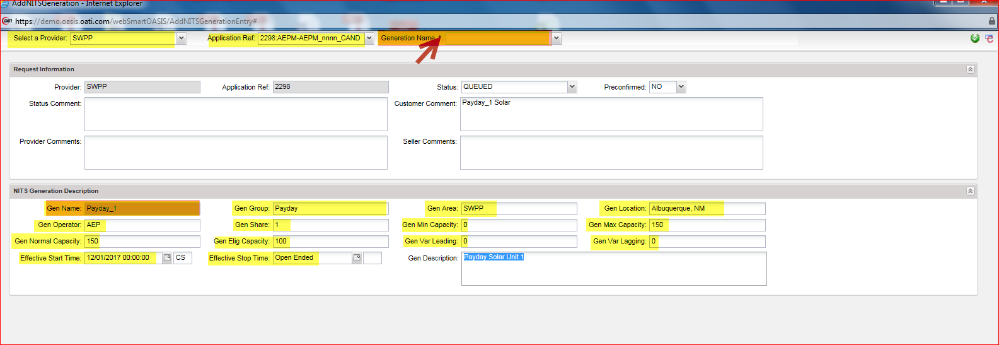 AddNITSGeneration - Internet Explorer
OATI https://demo.oasis.oati.com/webSmartOASIS/AddNITSGenerationEntry#
Select a Provider: SWPP Application Ref: 2298:AEPM-AEPM_nnnn_CAND Generation Name
Request Information
Provider: SWPP Application Ref: 2298 Status: QUEUED Preconfirmed: NO
Status Comment: Customer Comment: Payday_1 Solar
Provider Comments: Seller Comments:
NITS Generation Description
Gen Name: Payday_1 Gen Group: Payday Gen Area: SWPP Gen Location: Albuquerque, NM
Gen Operator: AEP Gen Share: 1 Gen Min Capacity: 0 Gen Max Capacity: 150
Gen Normal Capacity: 150 Gen Elig Capacity: 100 Gen Var Leading: 0 Gen Var Lagging: 0
Effective Start Time: 12/01/2017 00:00:00 CS Effective Stop Time: Open Ended Gen Description: Payday Solar Unit 1